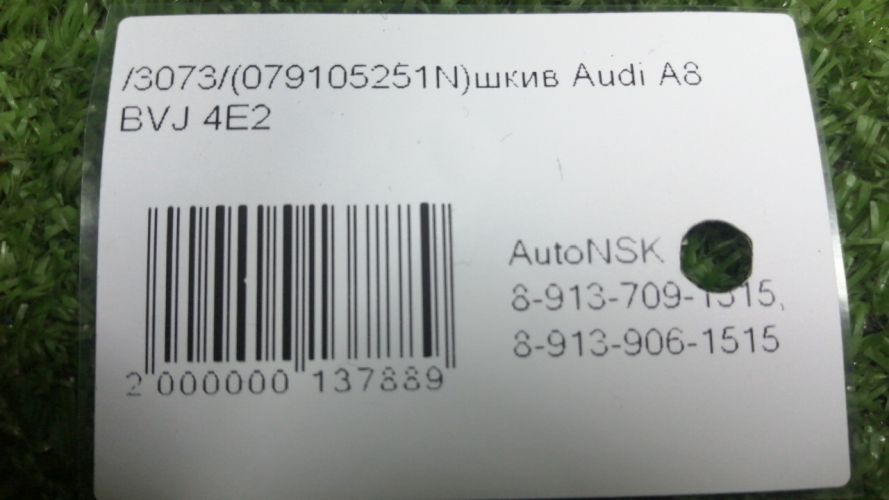 /3073/(079105251N)шкив Audi A8
BVJ 4E2
AutoNSK
8-913-709-1515,
8-913-906-1515
2 000000 137889